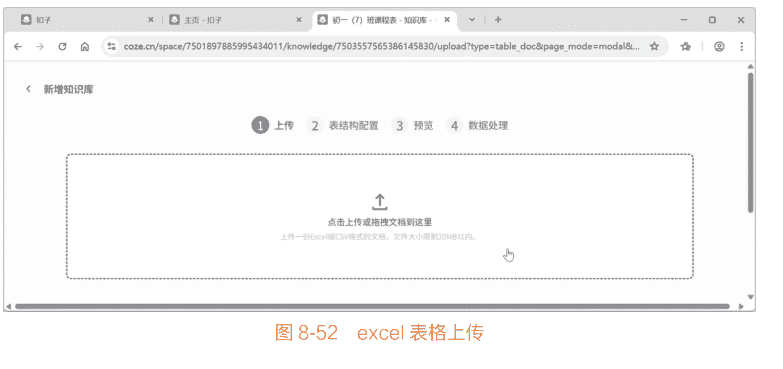 扣子
主页 - 扣子
初一（7）班课程表 - 知识库 -
coze.cn/space/7501897885995434011/knowledge/7503557565386145830/upload?type=table_doc&page_mode=modal&...
新增知识库
1 上传 2 表结构配置 3 预览 4 数据处理
点击上传或拖拽文档到这里
上传一份Excel或CSV格式的文档，文件大小限制20MB以内。
图 8-52 excel 表格上传